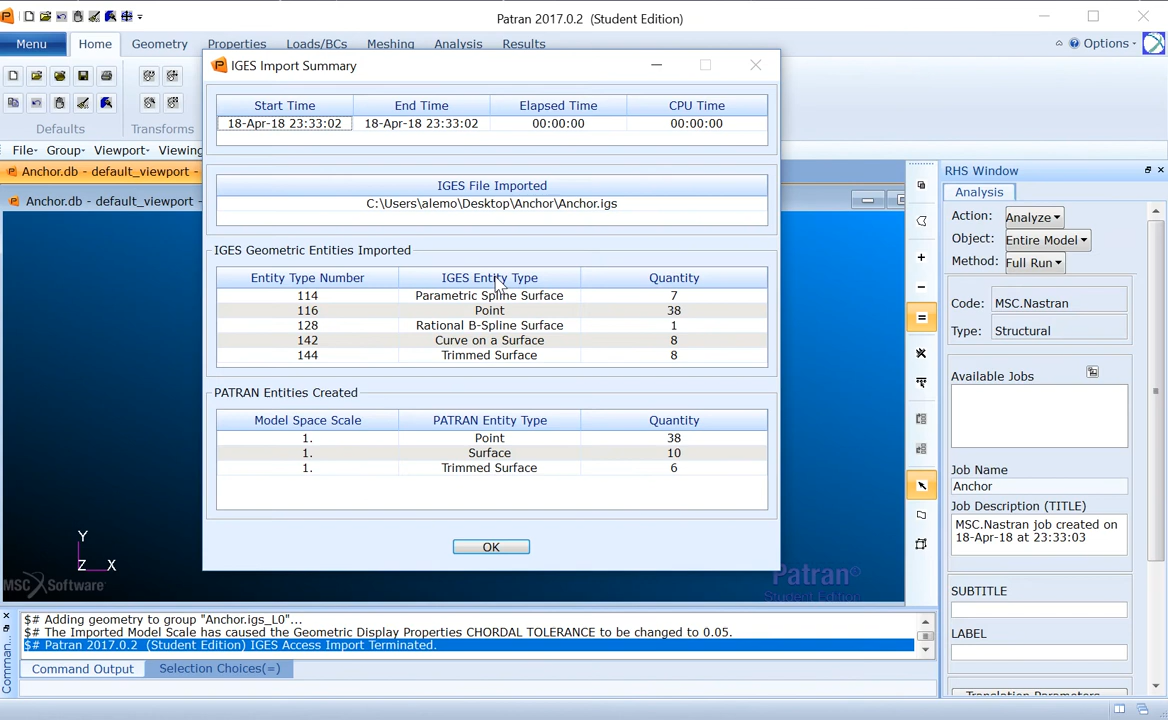 Patran 2017.0.2 (Student Edition)
Menu Home Geometry Properties Loads/BCs Meshing Analysis Results Options
IGES Import Summary
Start Time End Time Elapsed Time CPU Time
18-Apr-18 23:33:02 18-Apr-18 23:33:02 00:00:00 00:00:00
Defaults Transforms
File Group Viewport Viewing
Anchor.db - default_viewport -
Anchor.db - default_viewport -
IGES File Imported
C:\Users\alemo\Desktop\Anchor\Anchor.igs
IGES Geometric Entities Imported
Entity Type Number IGES Entity Type Quantity
114 Parametric Spline Surface 7
116 Point 38
128 Rational B-Spline Surface 1
142 Curve on a Surface 8
144 Trimmed Surface 8
PATRAN Entities Created
Model Space Scale PATRAN Entity Type Quantity
1. Point 38
1. Surface 10
1. Trimmed Surface 6
OK
Y
Z X
MSC Software
Patran©
Student Edition
RHS Window
Analysis
Action: Analyze
Object: Entire Model
Method: Full Run
Code: MSC.Nastran
Type: Structural
Available Jobs
Job Name
Anchor
Job Description (TITLE)
MSC.Nastran job created on
18-Apr-18 at 23:33:03
SUBTITLE
LABEL
Translation Parameters...
$# Adding geometry to group "Anchor.igs_L0"...
$# The Imported Model Scale has caused the Geometric Display Properties CHORDAL TOLERANCE to be changed to 0.05.
$# Patran 2017.0.2 (Student Edition) IGES Access Import Terminated.
Comman...
Command Output Selection Choices(=)